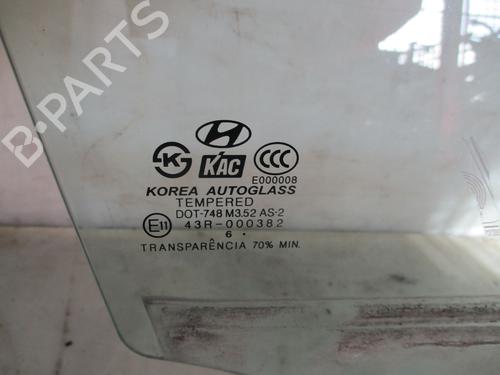 B-PARTS
KS KAC CCC
E000008
KOREA AUTOGLASS
TEMPERED
DOT-748 M3.52 AS-2
E11 43R-000382
6 .
TRANSPARÊNCIA 70% MIN.